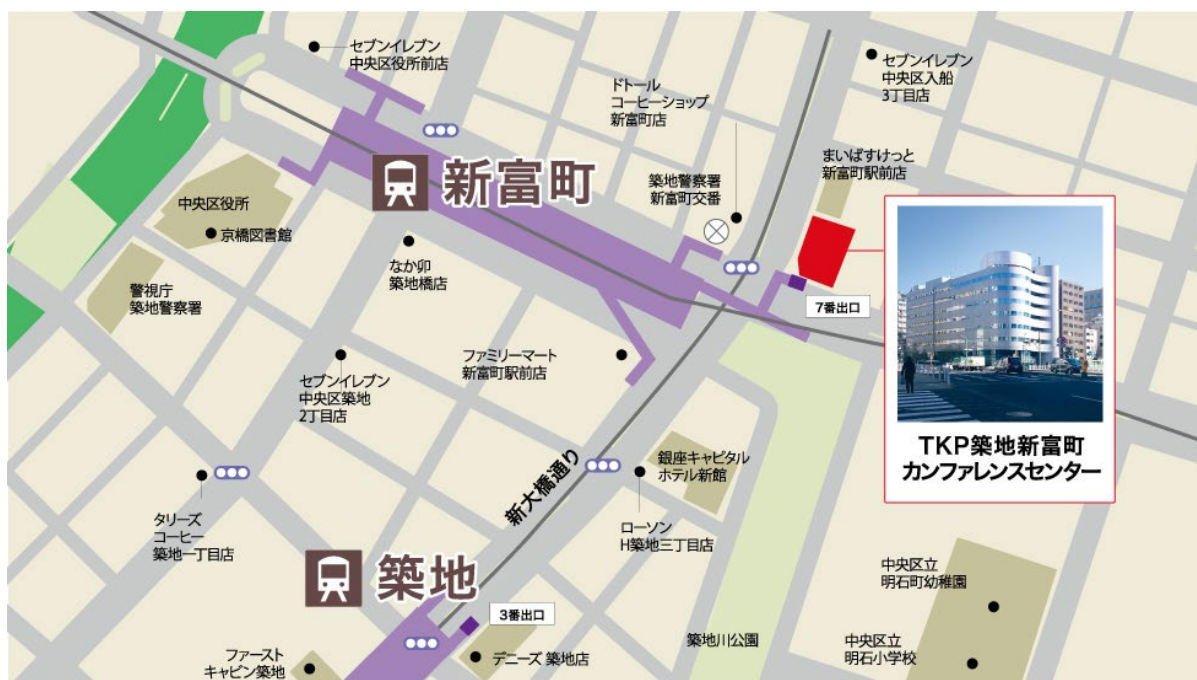 セブンイレブン
中央区役所前店
ドトール
コーヒーショップ
新富町店
セブンイレブン
中央区入船
3丁目店
まいばすけっと
新富町駅前店
新富町
築地警察署
新富町交番
中央区役所
京橋図書館
なか卯
築地橋店
警視庁
築地警察署
7番出口
ファミリーマート
新富町駅前店
セブンイレブン
中央区築地
2丁目店
TKP築地新富町
カンファレンスセンター
新大橋通り
銀座キャピタル
ホテル新館
タリーズ
コーヒー
築地一丁目店
ローソン
H築地三丁目店
築地
3番出口
中央区立
明石町幼稚園
築地川公園
中央区立
明石小学校
ファースト
キャビン築地
デニーズ 築地店